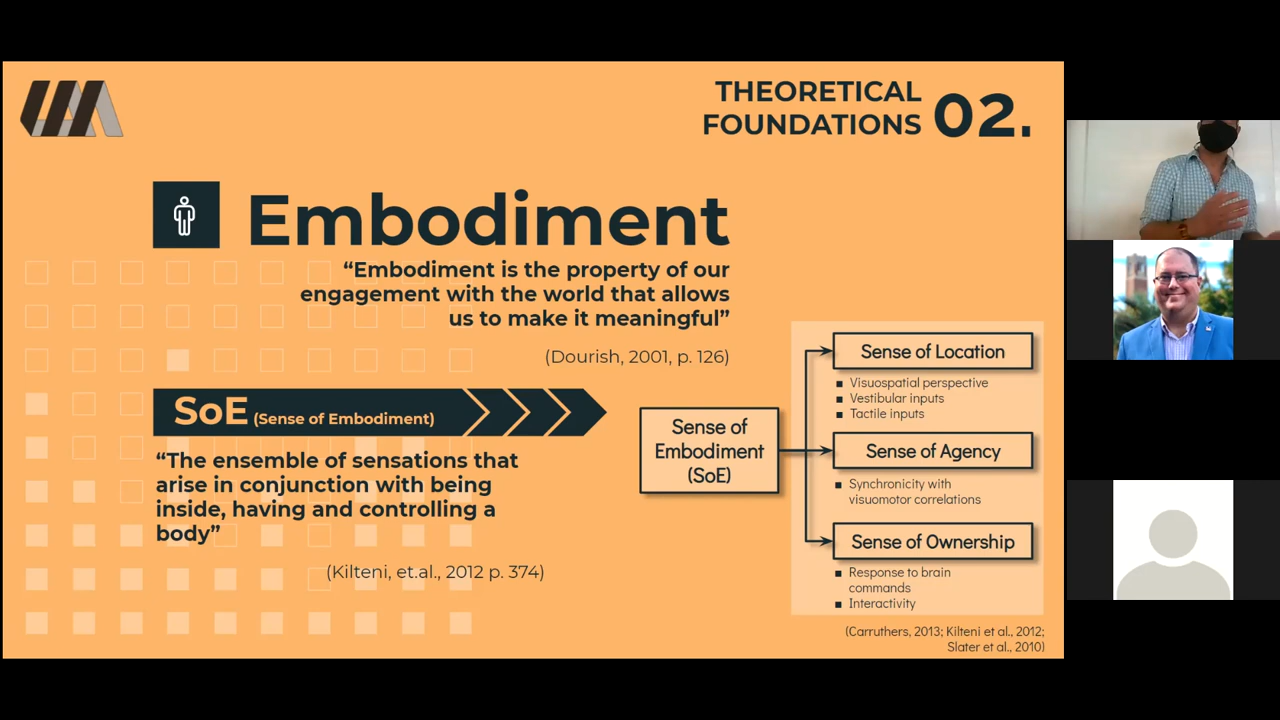 THEORETICAL
FOUNDATIONS
02.
Embodiment
“Embodiment is the property of our
engagement with the world that allows
us to make it meaningful”
(Dourish, 2001, p. 126)
SoE (Sense of Embodiment)
“The ensemble of sensations that
arise in conjunction with being
inside, having and controlling a
body”
(Kilteni, et.al., 2012 p. 374)
Sense of
Embodiment
(SoE)
Sense of Location
▪ Visuospatial perspective
▪ Vestibular inputs
▪ Tactile inputs
Sense of Agency
▪ Synchronicity with
visuomotor correlations
Sense of Ownership
▪ Response to brain
commands
▪ Interactivity
(Carruthers, 2013; Kilteni et al., 2012;
Slater et al., 2010)